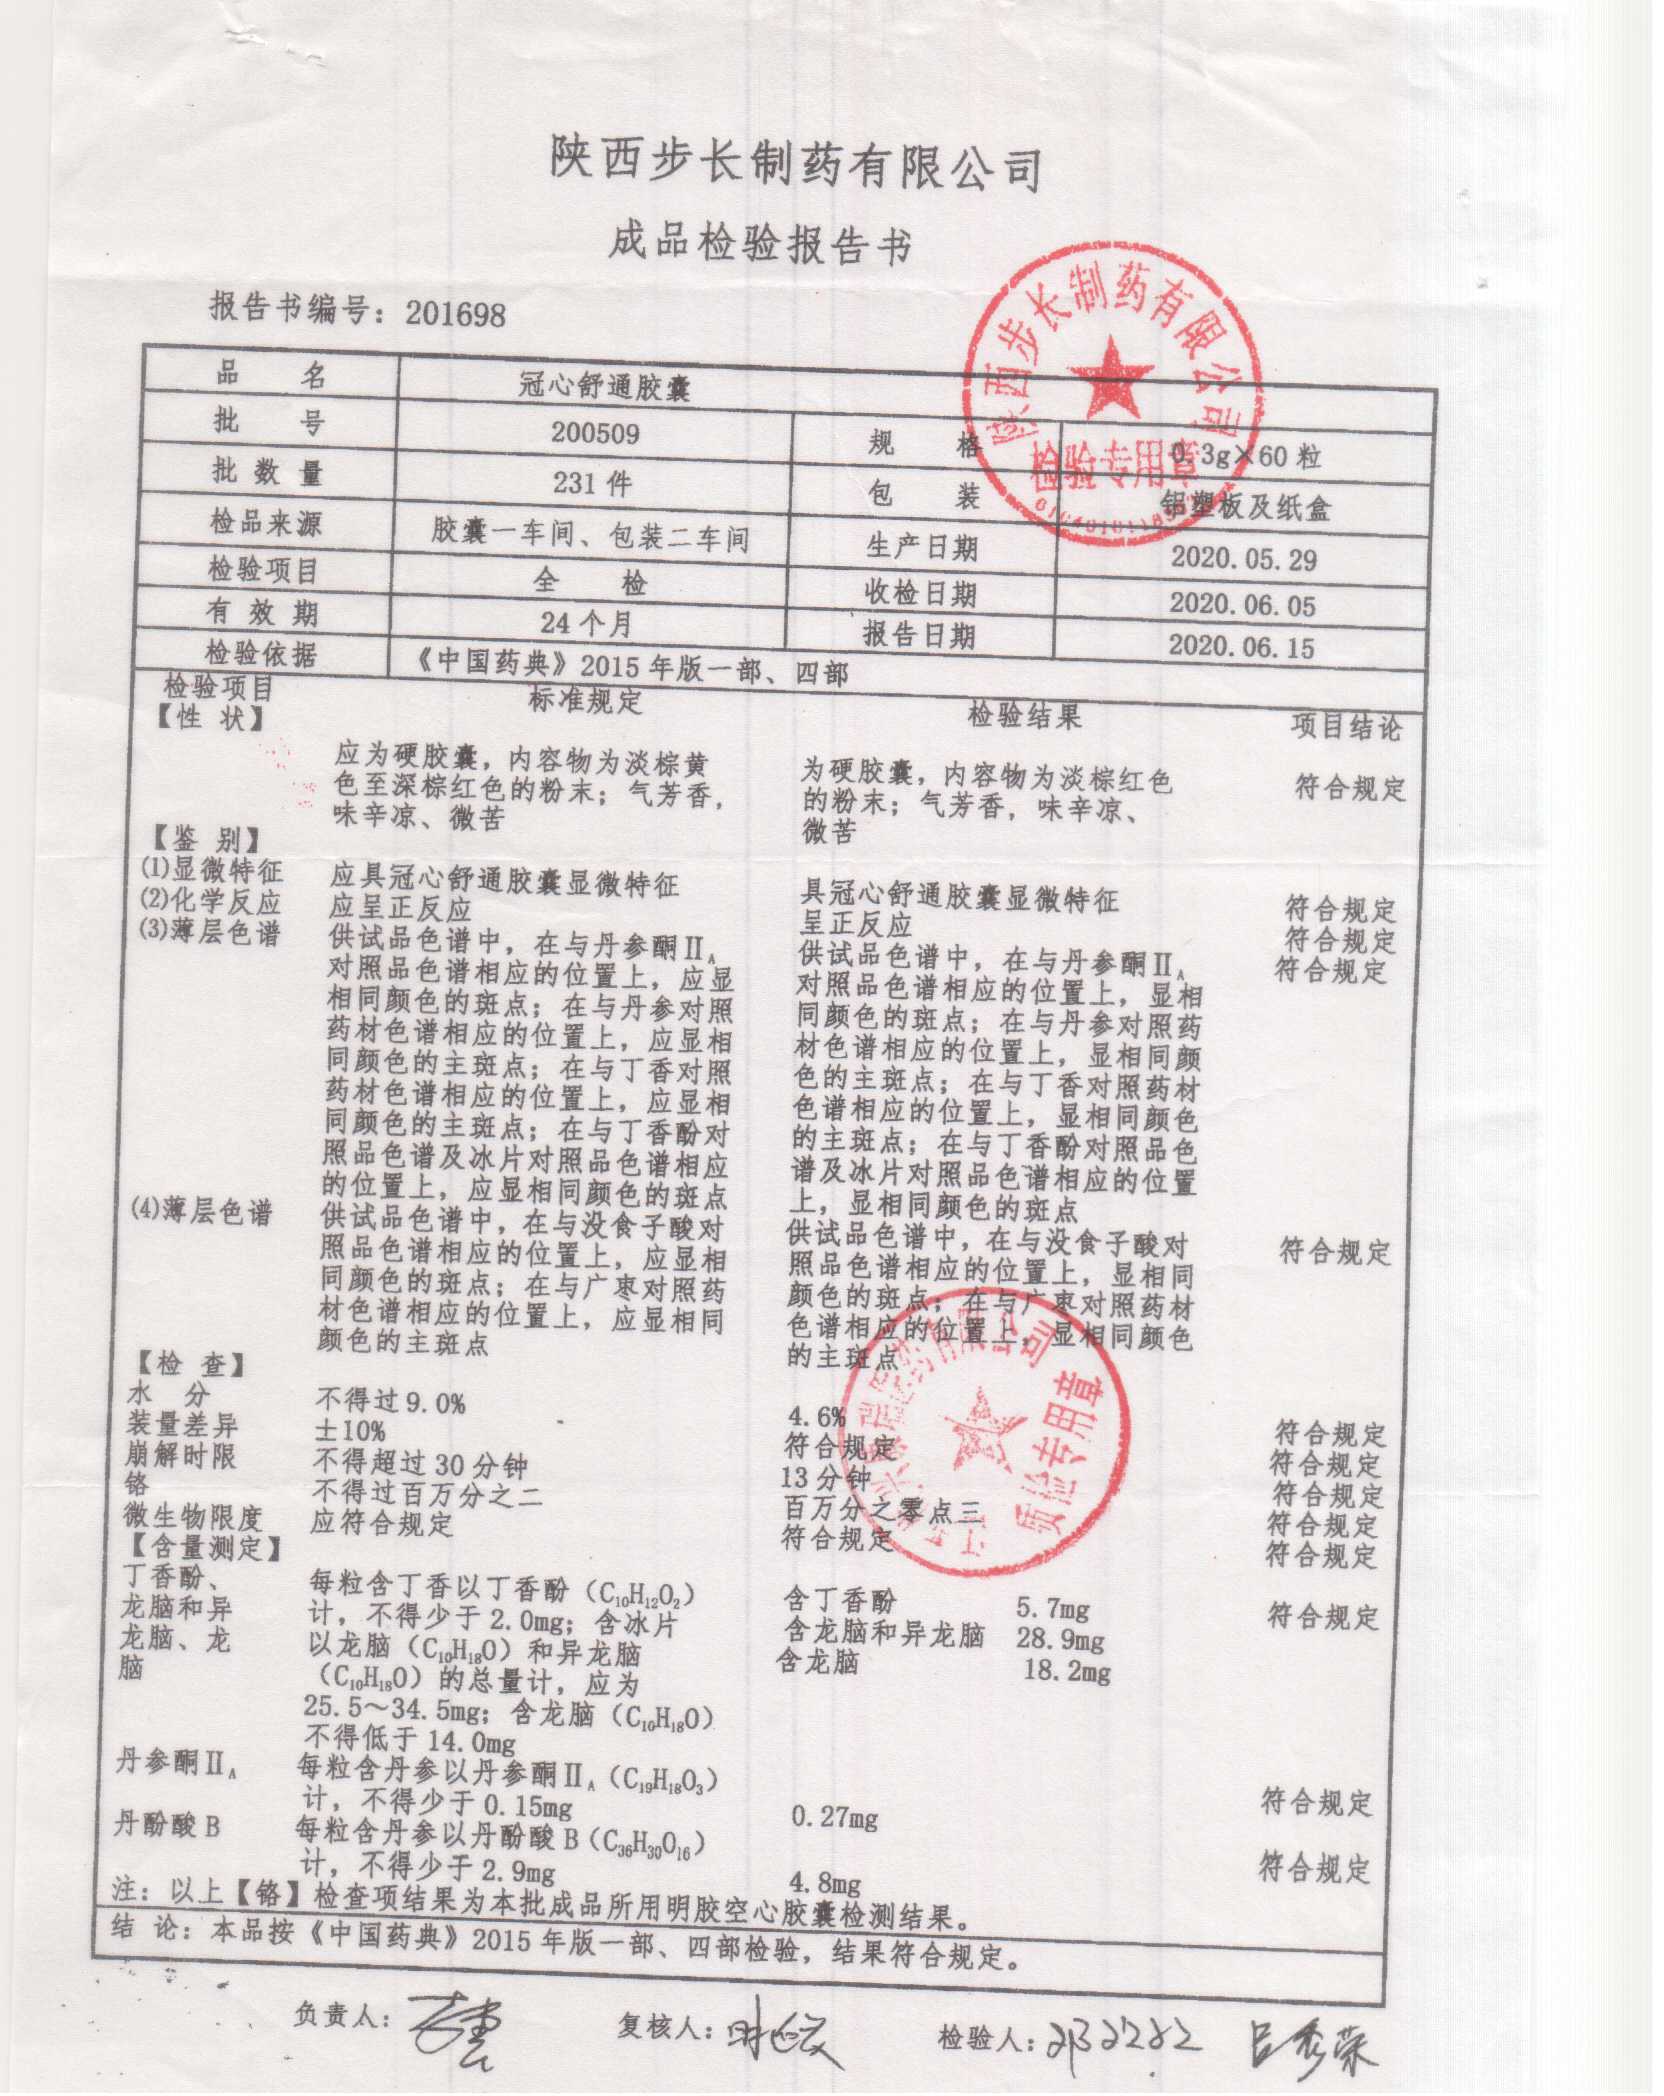 陕西步长制药有限公司
成品检验报告书
报告书编号：201698
陕西步长制药有限公司
检验专用章
品 名 冠心舒通胶囊
批 号 200509 规 格 0.3g×60粒
批 数 量 231件 包 装 铝塑板及纸盒
检品来源 胶囊一车间、包装二车间 生产日期 2020.05.29
检验项目 全 检 收检日期 2020.06.05
有 效 期 24个月 报告日期 2020.06.15
检验依据 《中国药典》2015年版一部、四部
检验项目 标准规定 检验结果 项目结论
【性 状】
应为硬胶囊，内容物为淡棕黄 为硬胶囊，内容物为淡棕红色 符合规定
色至深棕红色的粉末；气芳香， 的粉末；气芳香，味辛凉、
味辛凉、微苦 微苦
【鉴 别】
⑴显微特征 应具冠心舒通胶囊显微特征 具冠心舒通胶囊显微特征 符合规定
⑵化学反应 应呈正反应 呈正反应 符合规定
⑶薄层色谱 供试品色谱中，在与丹参酮Ⅱ_A 供试品色谱中，在与丹参酮Ⅱ_A 符合规定
对照品色谱相应的位置上，应显 对照品色谱相应的位置上，显相
相同颜色的斑点；在与丹参对照 同颜色的斑点；在与丹参对照药
药材色谱相应的位置上，应显相 材色谱相应的位置上，显相同颜
同颜色的主斑点；在与丁香对照 色的主斑点；在与丁香对照药材
药材色谱相应的位置上，应显相 色谱相应的位置上，显相同颜色
同颜色的主斑点；在与丁香酚对 的主斑点；在与丁香酚对照品色
照品色谱及冰片对照品色谱相应 谱及冰片对照品色谱相应的位置
的位置上，应显相同颜色的斑点 上，显相同颜色的斑点
⑷薄层色谱 供试品色谱中，在与没食子酸对 供试品色谱中，在与没食子酸对 符合规定
照品色谱相应的位置上，应显相 照品色谱相应的位置上，显相同
同颜色的斑点；在与广枣对照药 颜色的斑点；在与广枣对照药材
材色谱相应的位置上，应显相同 色谱相应的位置上，显相同颜色
颜色的主斑点 的主斑点
【检 查】
水 分 不得过9.0% 4.6% 符合规定
装量差异 ±10% 符合规定 符合规定
崩解时限 不得超过30分钟 13分钟 符合规定
铬 不得过百万分之二 百万分之零点三 符合规定
微生物限度 应符合规定 符合规定 符合规定
质信专用章
【含量测定】
丁香酚、 每粒含丁香以丁香酚（C₁₀H₁₂O₂） 含丁香酚 5.7mg 符合规定
龙脑和异 计，不得少于2.0mg；含冰片 含龙脑和异龙脑 28.9mg
龙脑、龙 以龙脑（C₁₀H₁₈O）和异龙脑 含龙脑 18.2mg
脑 （C₁₀H₁₈O）的总量计，应为
25.5～34.5mg；含龙脑（C₁₀H₁₈O）
不得低于14.0mg
丹参酮Ⅱ_A 每粒含丹参以丹参酮Ⅱ_A（C₁₉H₁₈O₃） 符合规定
计，不得少于0.15mg 0.27mg
丹酚酸B 每粒含丹参以丹酚酸B（C₃₆H₃₀O₁₆） 符合规定
计，不得少于2.9mg 4.8mg
注：以上【铬】检查项结果为本批成品所用明胶空心胶囊检测结果。
结 论：本品按《中国药典》2015年版一部、四部检验，结果符合规定。
负责人： 复核人： 检验人： 吕秀荣